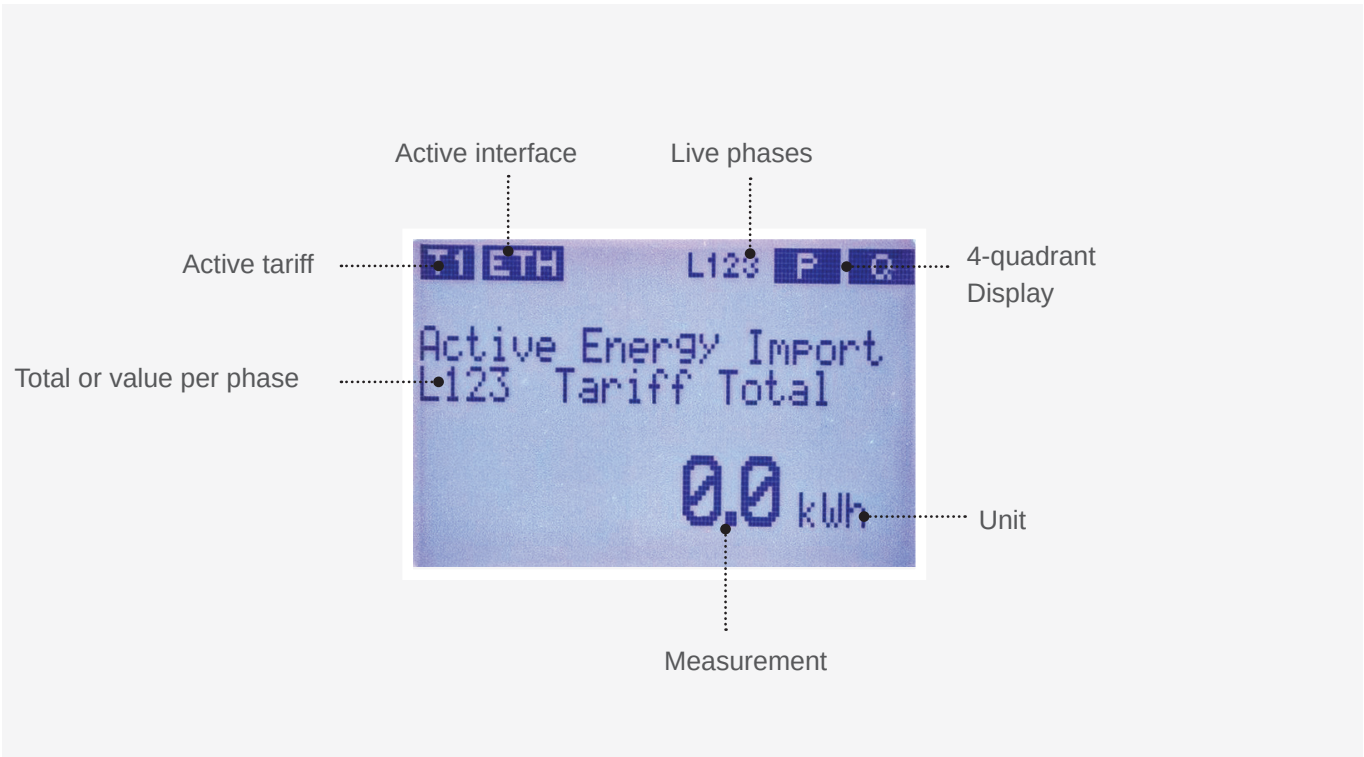 Active interface
Live phases
Active tariff
T1 ETH L123 P Q
4-quadrant
Display
Active Energy Import
Total or value per phase
L123 Tariff Total
0.0 kWh
Unit
Measurement